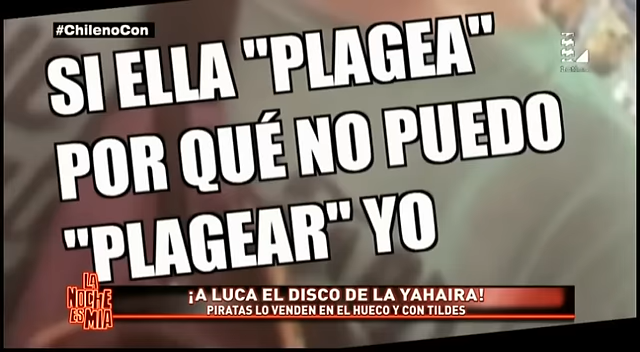 #ChilenoCon
SI ELLA "PLAGEA"
POR QUÉ NO PUEDO
"PLAGEAR" YO
LA
NOCHE
ES
MIA
¡A LUCA EL DISCO DE LA YAHAIRA!
PIRATAS LO VENDEN EN EL HUECO Y CON TILDES